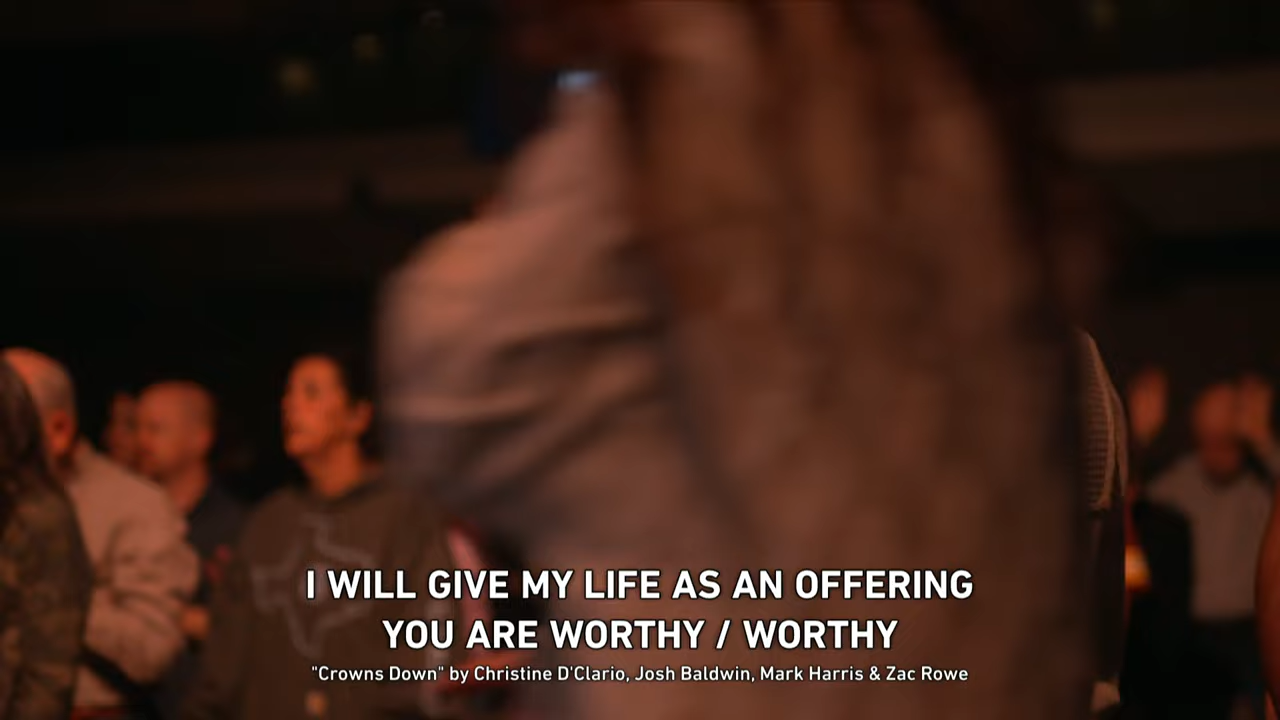 I WILL GIVE MY LIFE AS AN OFFERING
YOU ARE WORTHY / WORTHY
"Crowns Down" by Christine D'Clario, Josh Baldwin, Mark Harris & Zac Rowe